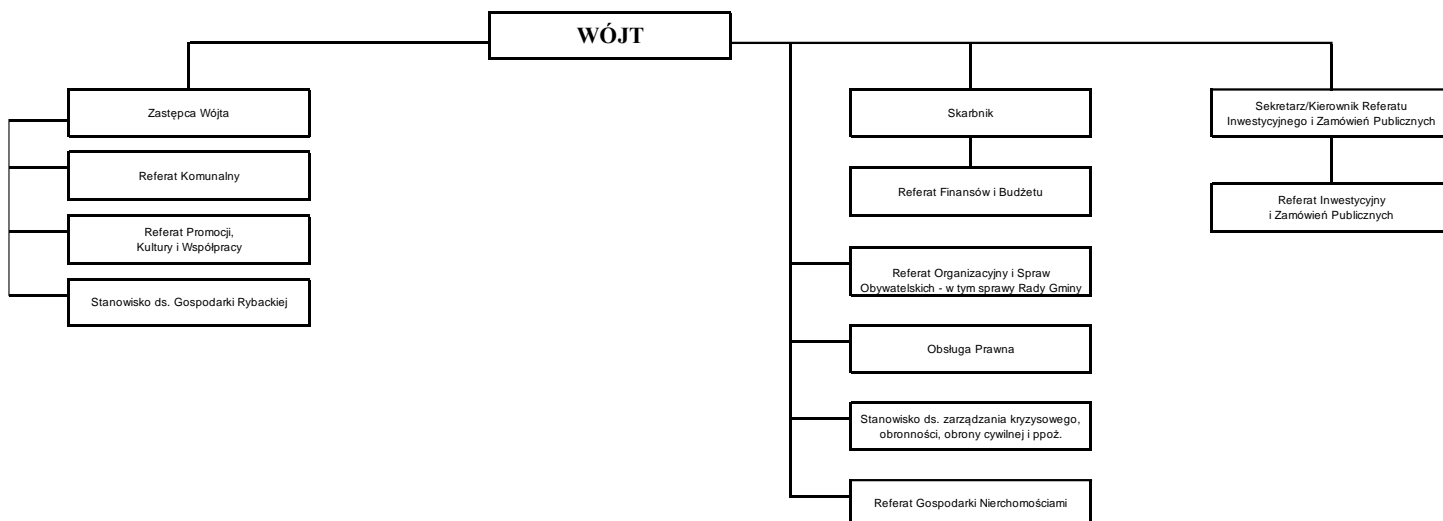 WÓJT
Zastępca Wójta
Referat Komunalny
Referat Promocji,
Kultury i Współpracy
Stanowisko ds. Gospodarki Rybackiej
Skarbnik
Referat Finansów i Budżetu
Referat Organizacyjny i Spraw
Obywatelskich - w tym sprawy Rady Gminy
Obsługa Prawna
Stanowisko ds. zarządzania kryzysowego,
obronności, obrony cywilnej i ppoż.
Referat Gospodarki Nierchomościami
Sekretarz/Kierownik Referatu
Inwestycyjnego i Zamówień Publicznych
Referat Inwestycyjny
i Zamówień Publicznych